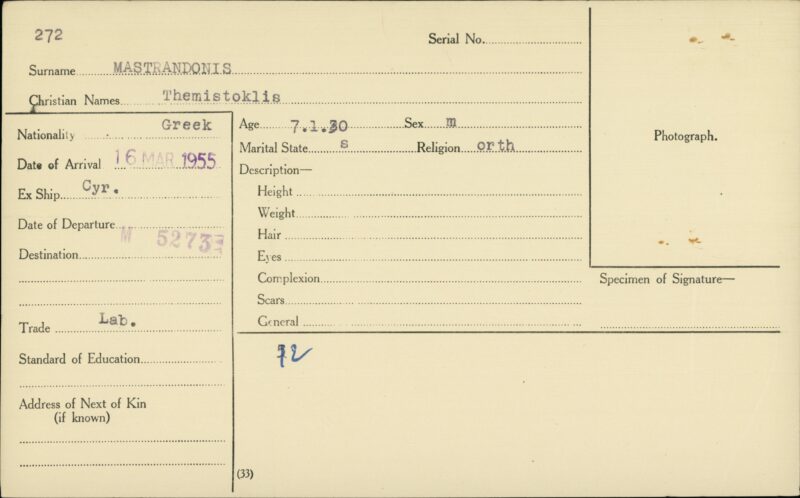 272
Serial No.
Surname MASTRANDONIS
Christian Names Themistoklis
Nationality Greek
Date of Arrival 16 MAR 1955
Ex Ship Cyr.
Date of Departure
M 5273
Destination
Trade Lab.
Standard of Education
Address of Next of Kin
(if known)
Age 7.1.30 Sex m
Marital State s Religion orth
Description—
Height
Weight
Hair
Eyes
Complexion
Scars
General
72
(33)
Photograph.
Specimen of Signature—